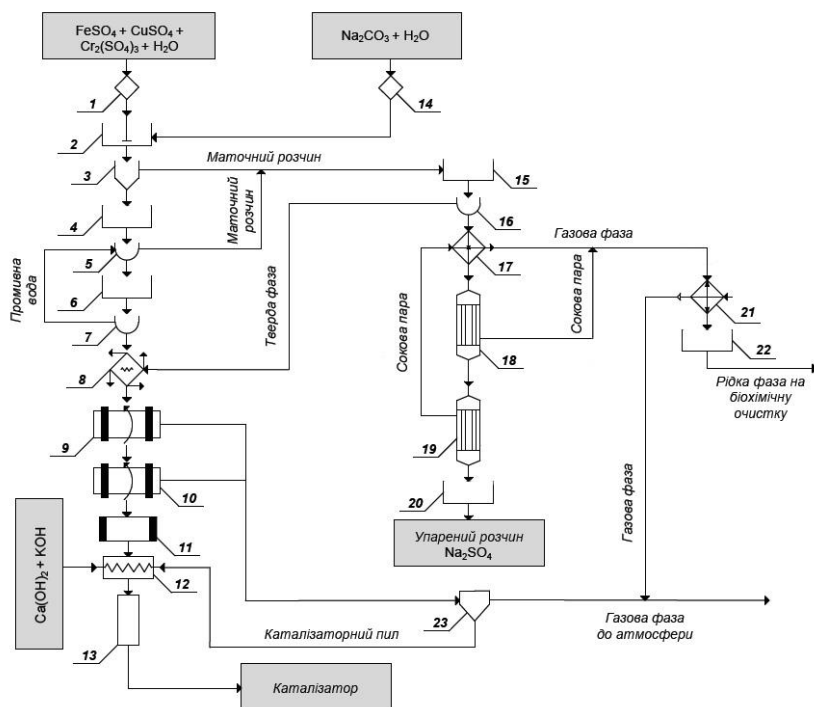 FeSO₄ + CuSO₄ +
Cr₂(SO₄)₃ + H₂O
Na₂CO₃ + H₂O
1
14
2
3
Маточний розчин
15
4
Маточний
розчин
16
5
Газова фаза
17
Промивна
вода
6
Тверда фаза
Сокова пара
21
7
18
22
8
Сокова пара
Рідка фаза на
біохімічну
очистку
9
19
10
20
Газова фаза
11
Упарений розчин
Na₂SO₄
Ca(OH)₂ + KOH
12
23
Газова фаза
до атмосфери
Каталізаторний пил
13
Каталізатор